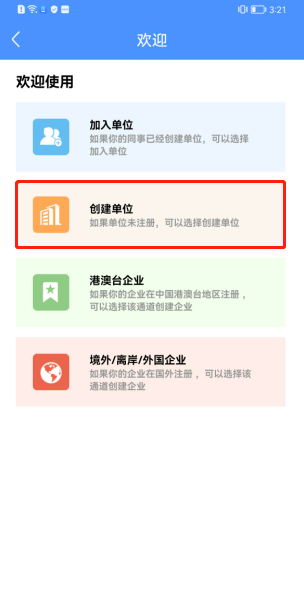 3:21
欢迎
欢迎使用
加入单位
如果你的同事已经创建单位，可以选择
加入单位
创建单位
如果单位未注册，可以选择创建单位
港澳台企业
如果你的企业在中国港澳台地区注册，
可以选择该通道创建企业
境外/离岸/外国企业
如果你的企业在国外注册，可以选择该
通道创建企业